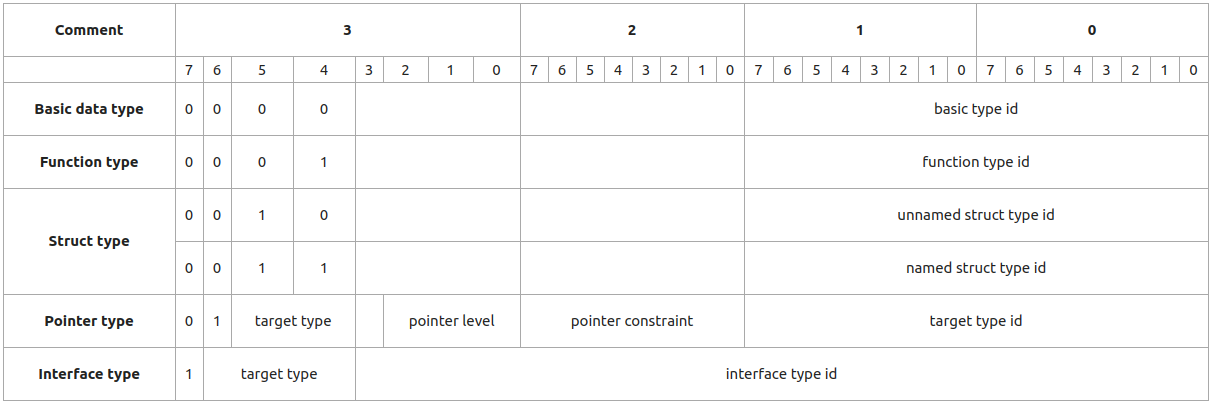 Comment 3 2 1 0
7 6 5 4 3 2 1 0 7 6 5 4 3 2 1 0 7 6 5 4 3 2 1 0 7 6 5 4 3 2 1 0
Basic data type 0 0 0 0 basic type id
Function type 0 0 0 1 function type id
0 0 1 0 unnamed struct type id
Struct type
0 0 1 1 named struct type id
Pointer type 0 1 target type pointer level pointer constraint target type id
Interface type 1 target type interface type id